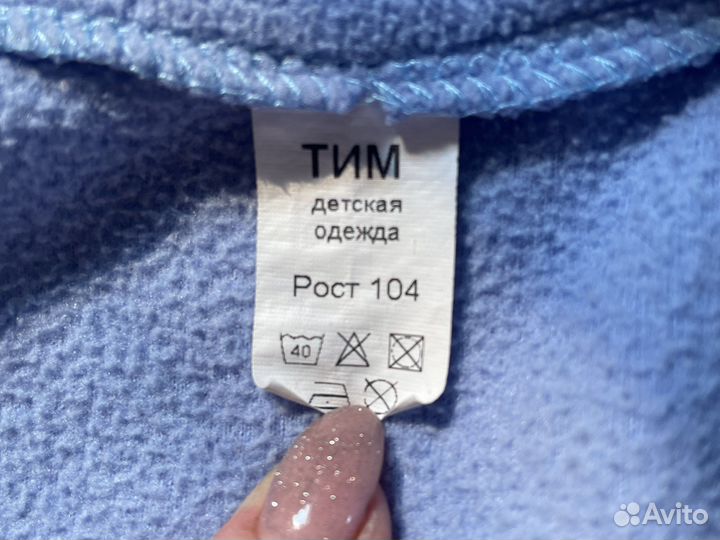 ТИМ
детская
одежда
Рост 104
40
Avito